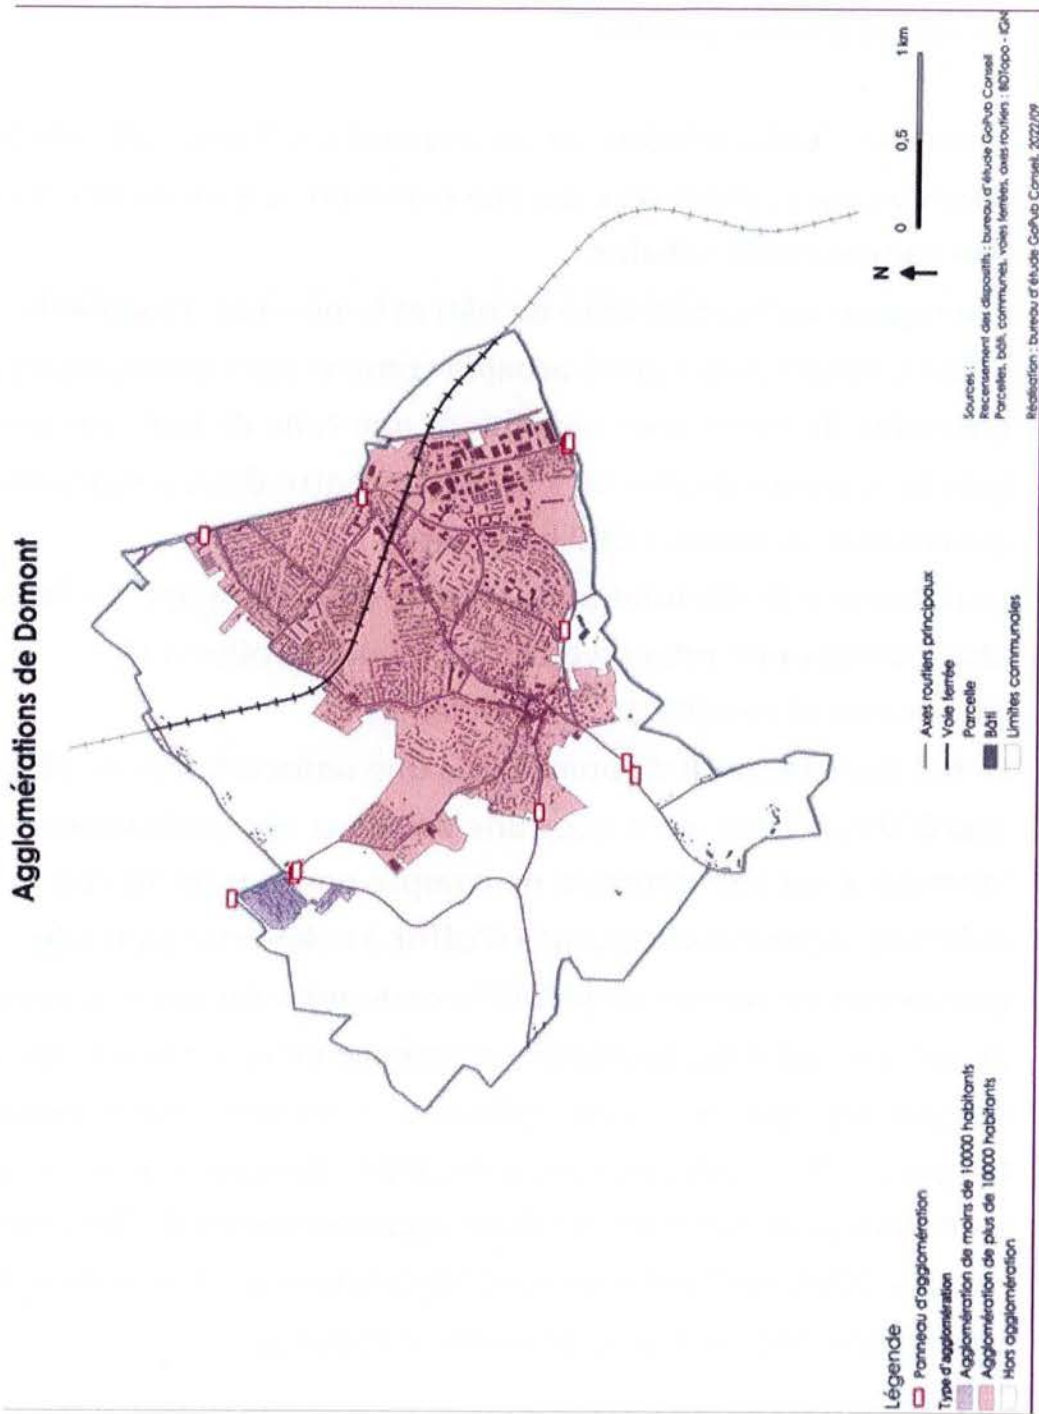 Agglomérations de Domont
Légende
Panneau d'agglomération
Type d'agglomération
Agglomération de moins de 10000 habitants
Agglomération de plus de 10000 habitants
Hors agglomération
Axes routiers principaux
Voie ferrée
Parcelle
Bâti
Limites communales
N
0 0,5 1 km
Sources :
Recensement des dispositifs : bureau d'étude GoPub Conseil
Parcelles, bâti, communes, voies ferrées, axes routiers : BDTopo - IGN
Réalisation : bureau d'étude GoPub Conseil, 2022/09